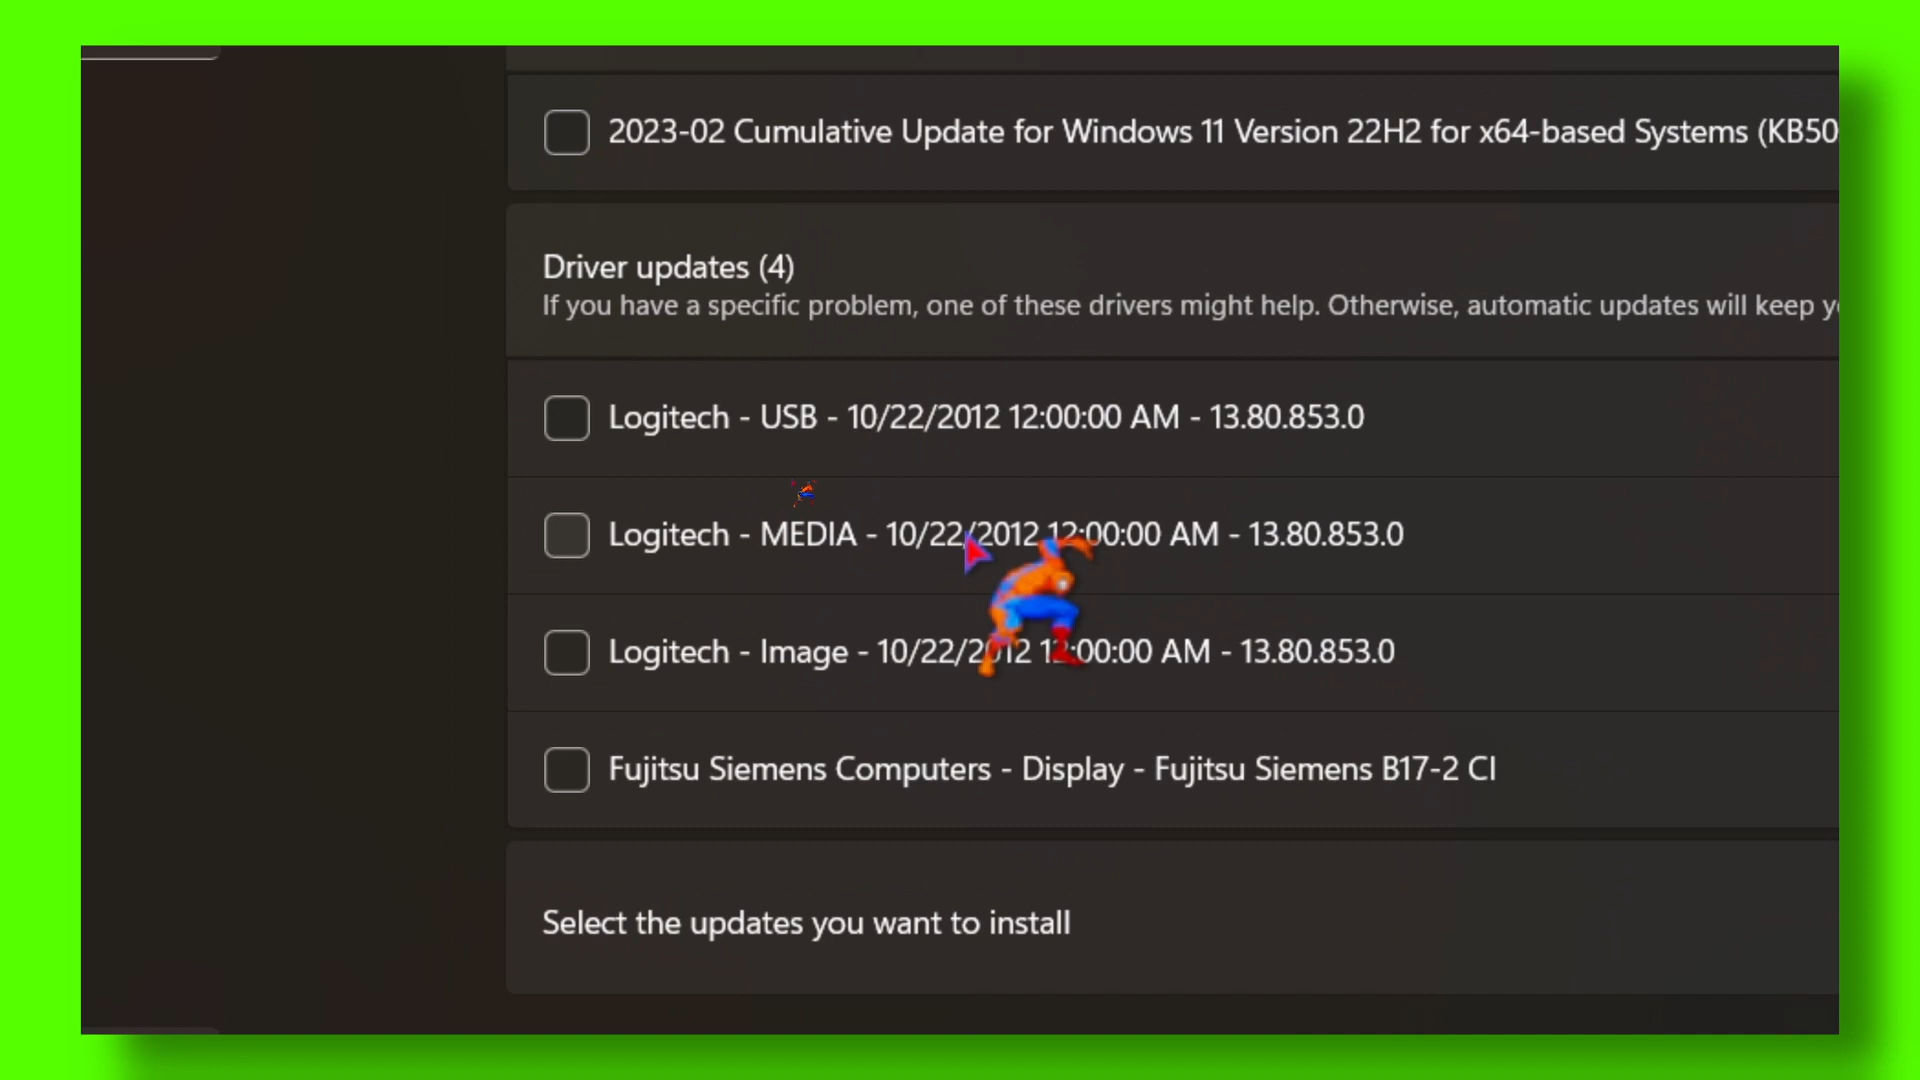 2023-02 Cumulative Update for Windows 11 Version 22H2 for x64-based Systems (KB50
Driver updates (4)
If you have a specific problem, one of these drivers might help. Otherwise, automatic updates will keep y
Logitech - USB - 10/22/2012 12:00:00 AM - 13.80.853.0
Logitech - MEDIA - 10/22/2012 12:00:00 AM - 13.80.853.0
Logitech - Image - 10/22/2012 12:00:00 AM - 13.80.853.0
Fujitsu Siemens Computers - Display - Fujitsu Siemens B17-2 CI
Select the updates you want to install